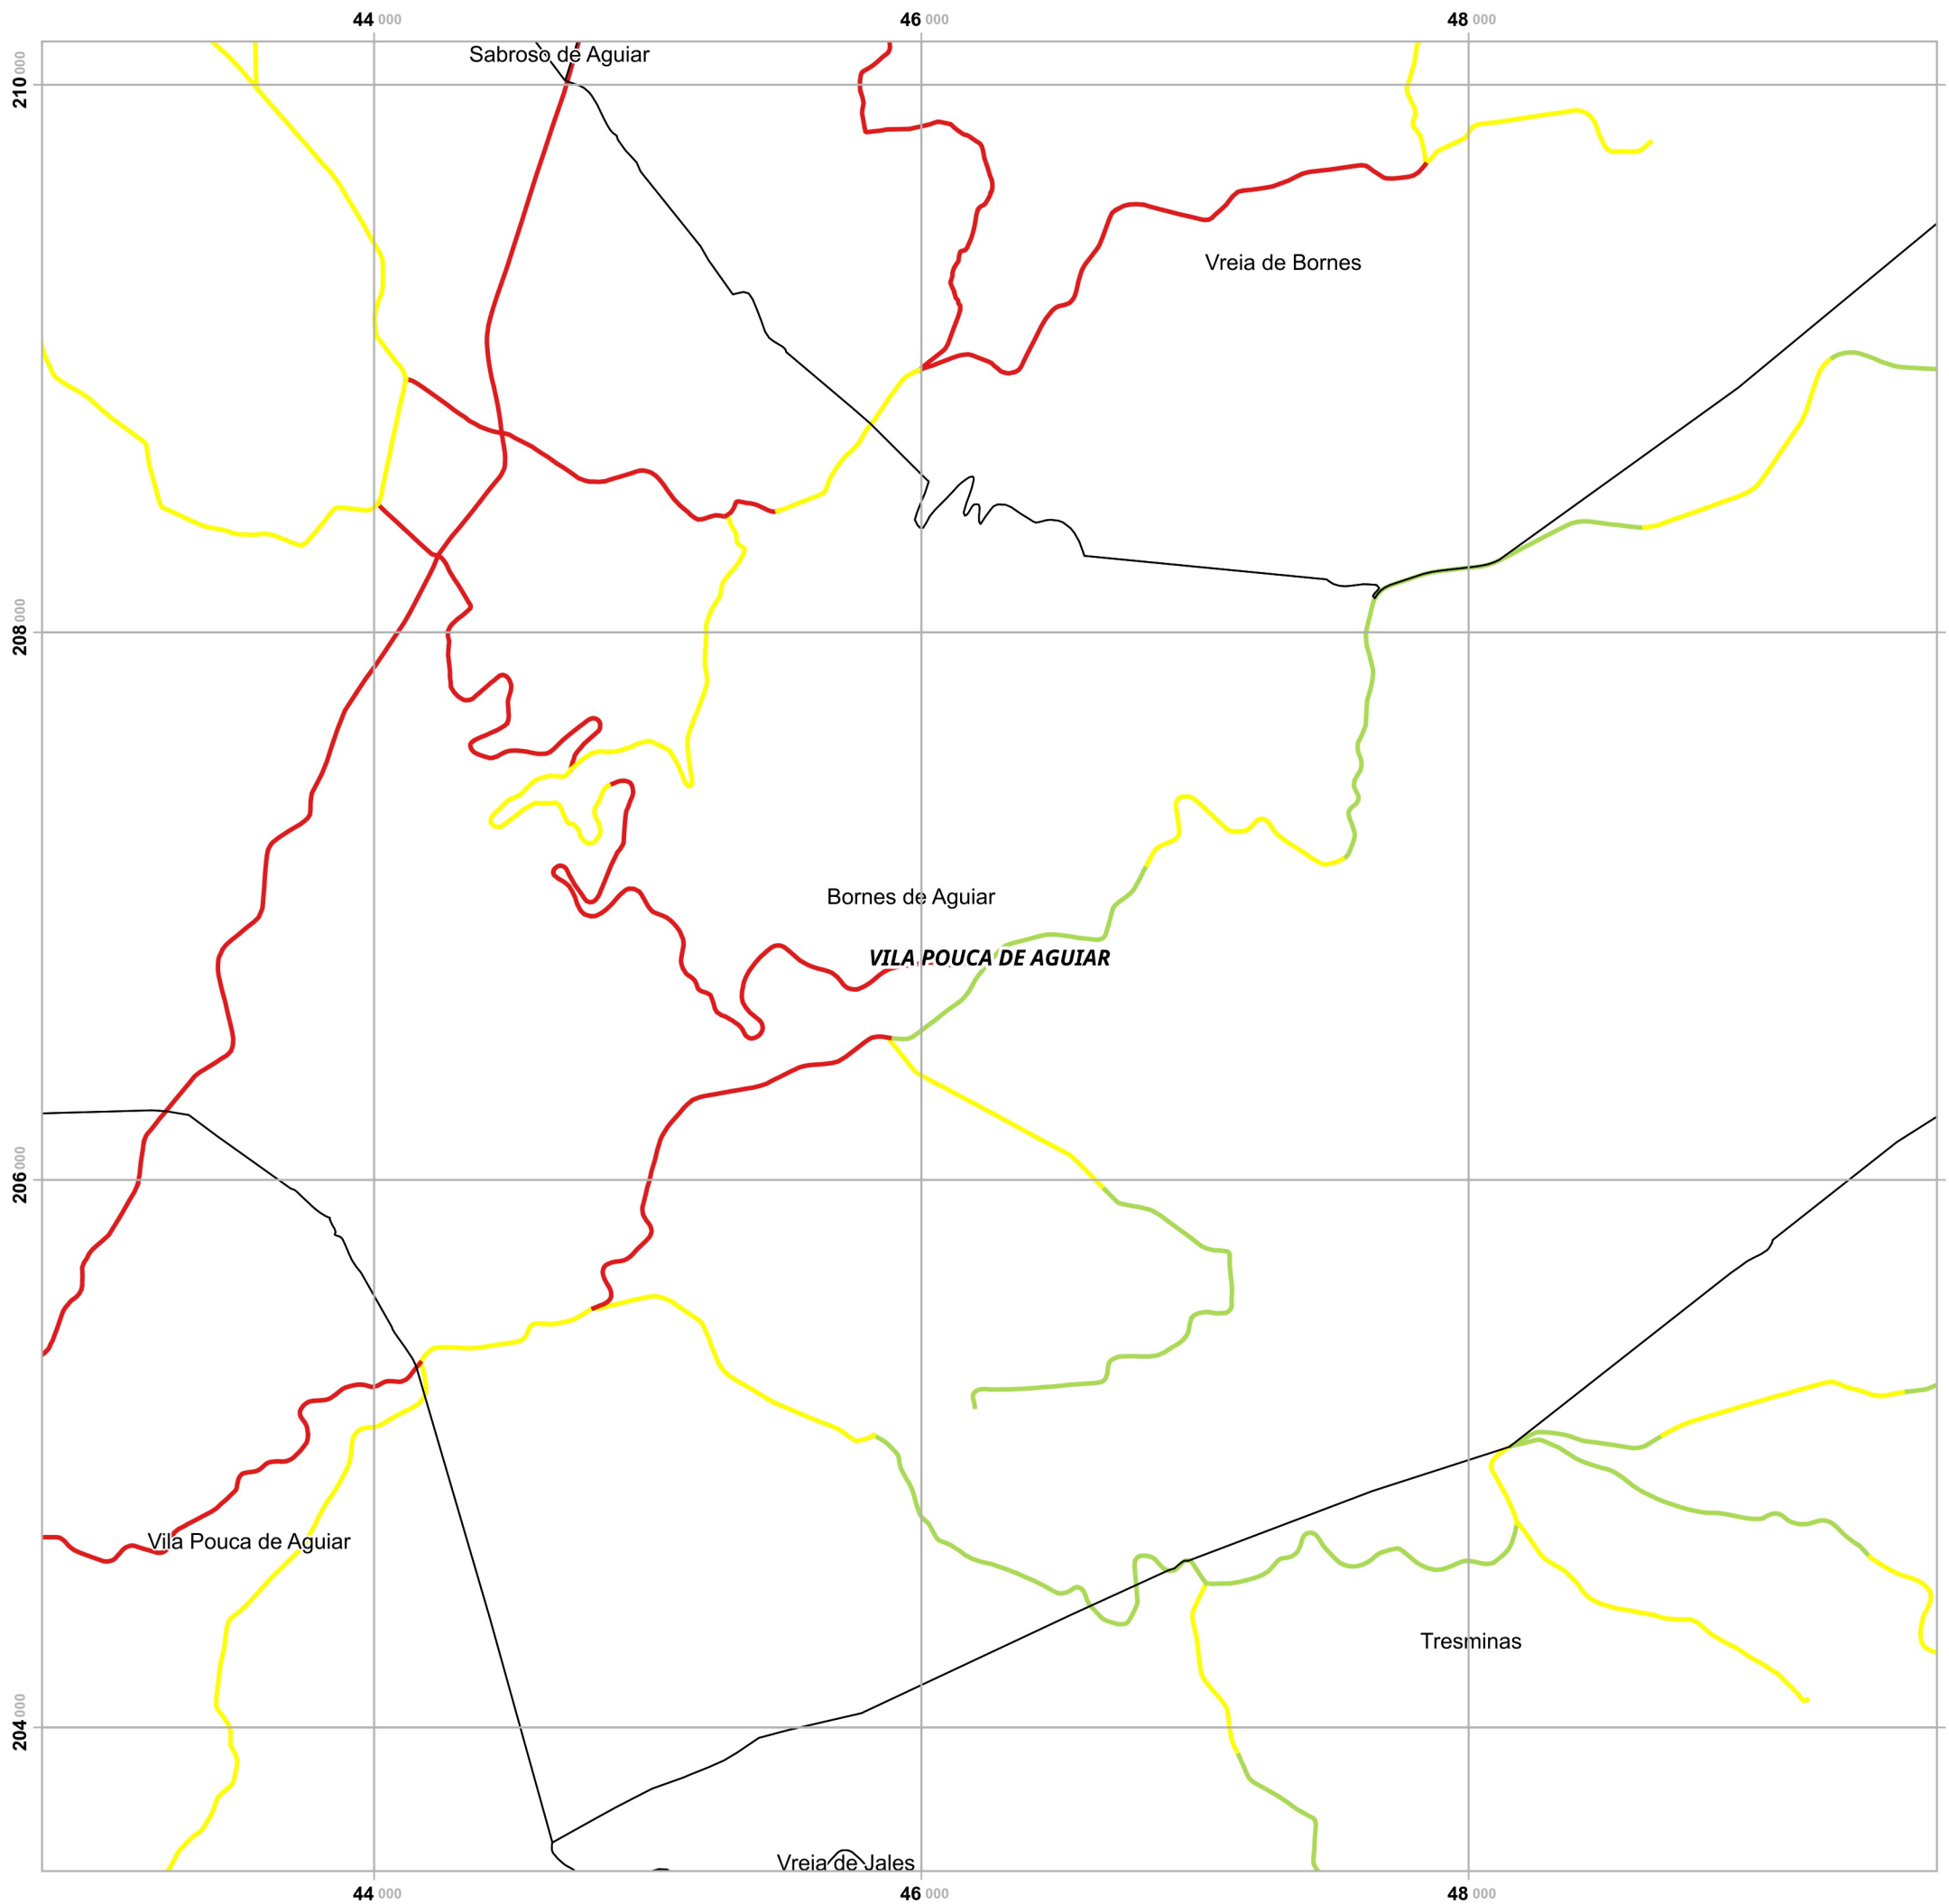 44 000 46 000 48 000
Sabroso de Aguiar
210 000
Vreia de Bornes
208 000
Bornes de Aguiar
VILA POUCA DE AGUIAR
206 000
Vila Pouca de Aguiar
Tresminas
204 000
Vreia de Jales
44 000 46 000 48 000